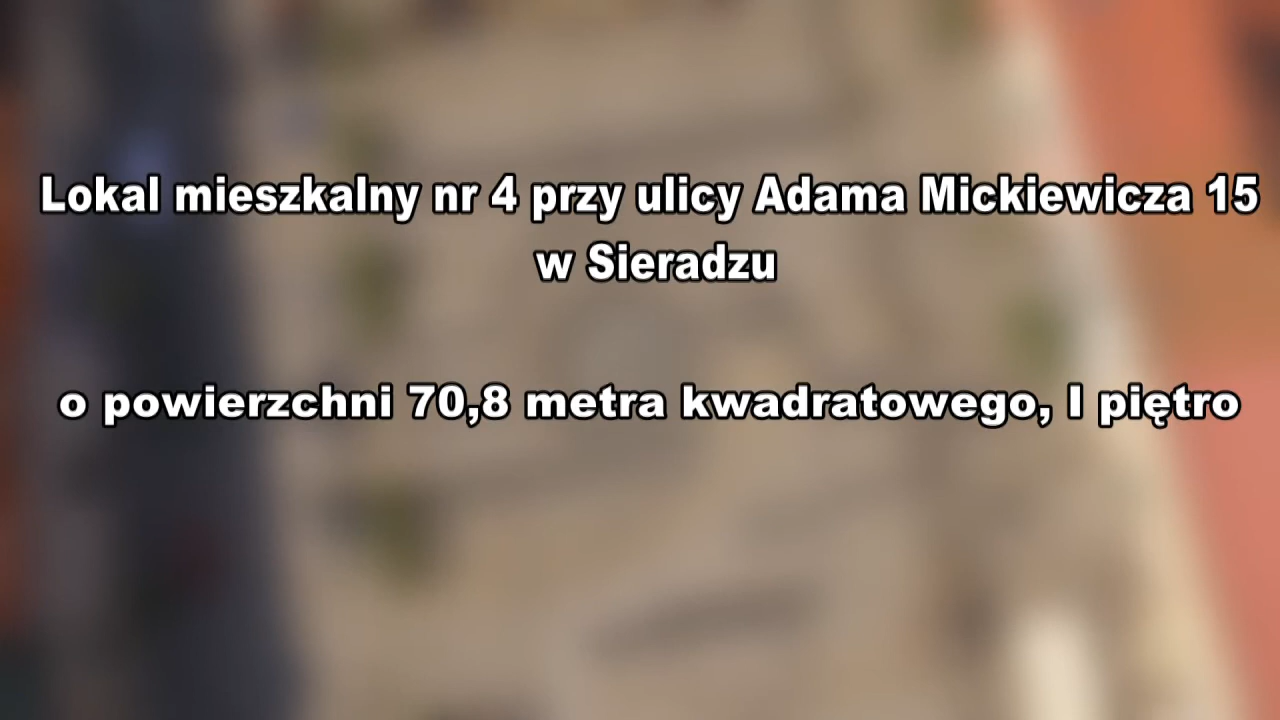 Lokal mieszkalny nr 4 przy ulicy Adama Mickiewicza 15
w Sieradzu
o powierzchni 70,8 metra kwadratowego, I piętro